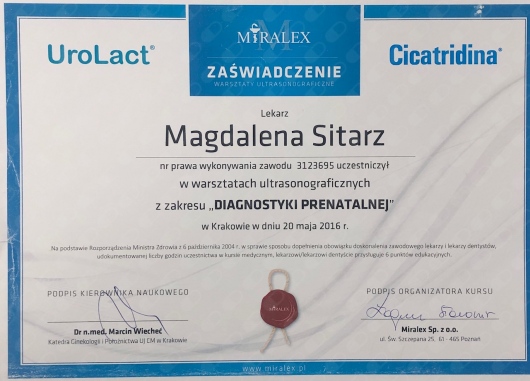 UroLact®
MIRALEX
Cicatridina®
ZAŚWIADCZENIE
WARSZTATY ULTRASONOGRAFICZNE
Lekarz
Magdalena Sitarz
nr prawa wykonywania zawodu 3123695 uczestniczył
w warsztatach ultrasonograficznych
z zakresu „DIAGNOSTYKI PRENATALNEJ"
w Krakowie w dniu 20 maja 2016 r.
Na podstawie Rozporządzenia Ministra Zdrowia z 6 października 2004 r. w sprawie sposobu dopełnienia obowiązku doskonalenia zawodowego lekarzy i lekarzy dentystów,
udokumentowanej liczby godzin uczestnictwa w kursie medycznym, lekarzowi/lekarzowi dentyście przysługuje 6 punktów edukacyjnych.
PODPIS KIEROWNIKA NAUKOWEGO
PODPIS ORGANIZATORA KURSU
MIRALEX
Dr n.med. Marcin Wiecheć
Katedra Ginekologii i Położnictwa UJ CM w Krakowie
Miralex Sp. z o.o.
ul. Św. Szczepana 25, 61-465 Poznań
www.miralex.pl